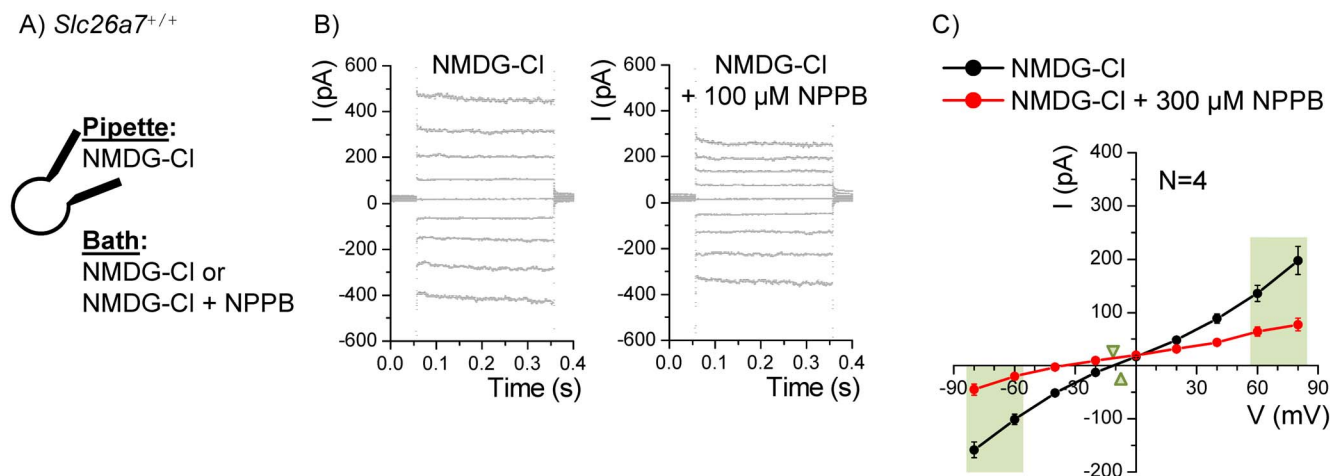 A) Slc26a7+/+
Pipette:
NMDG-Cl
Bath:
NMDG-Cl or
NMDG-Cl + NPPB
B)
NMDG-Cl
I (pA)
600
400
200
0
-200
-400
-600
0.0 0.1 0.2 0.3 0.4
Time (s)
NMDG-Cl
+ 100 µM NPPB
I (pA)
600
400
200
0
-200
-400
-600
0.0 0.1 0.2 0.3 0.4
Time (s)
C)
NMDG-Cl
NMDG-Cl + 300 µM NPPB
I (pA)
N=4
400
300
200
100
-100
-200
-90 -60 -30 30 60 90
V (mV)